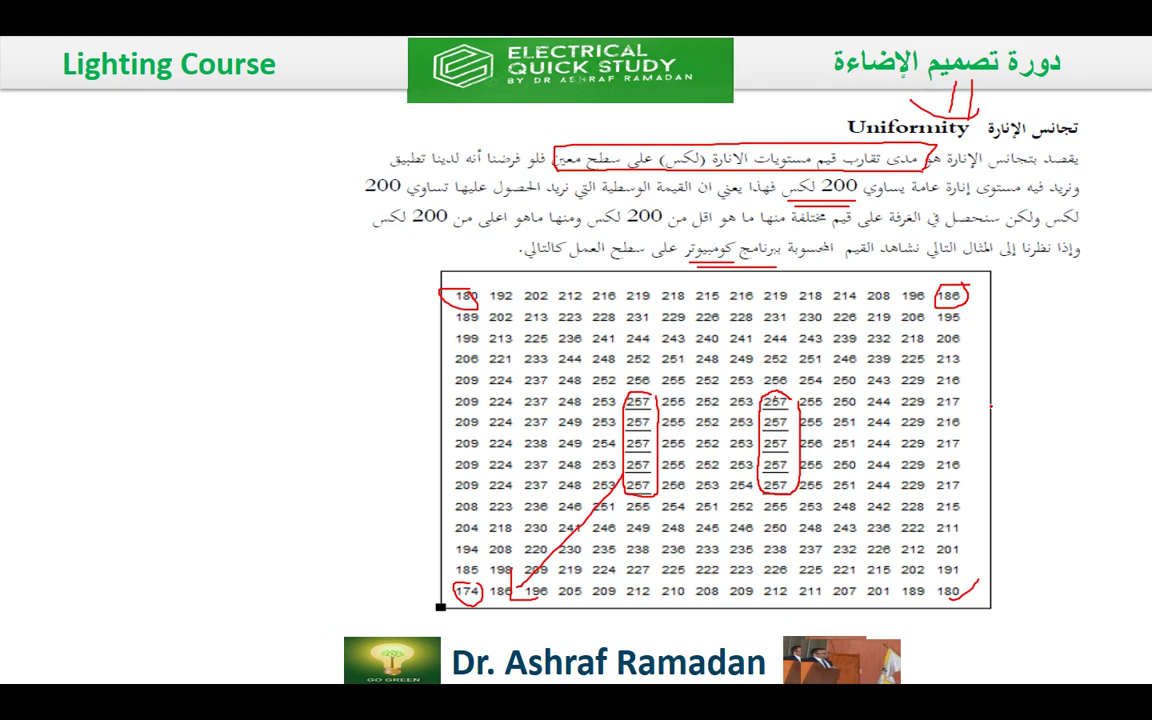 Lighting Course
ELECTRICAL
QUICK STUDY
BY DR ASHRAF RAMADAN
دورة تصميم الإضاءة
تجانس الإنارة Uniformity
يقصد بتجانس الإنارة هو مدى تقارب قيم مستويات الانارة (لكس) على سطح معين فلو فرضنا أنه لدينا تطبيق
ونريد فيه مستوى إنارة عامة يساوي 200 لكس فهذا يعني ان القيمة الوسطية التي نريد الحصول عليها تساوي 200
لكس ولكن سنحصل في الغرفة على قيم مختلفة منها ما هو اقل من 200 لكس ومنها ماهو اعلى من 200 لكس
وإذا نظرنا إلى المثال التالي نشاهد القيم المحسوبة ببرنامج كومبيوتر على سطح العمل كالتالي.
180 192 202 212 216 219 218 215 216 219 218 214 208 196 186
189 202 213 223 228 231 229 226 228 231 230 226 219 206 195
199 213 225 236 241 244 243 240 241 244 243 239 232 218 206
206 221 233 244 248 252 251 248 249 252 251 246 239 225 213
209 224 237 248 252 256 255 252 253 256 254 250 243 229 216
209 224 237 248 253 257 255 252 253 257 255 250 244 229 217
209 224 237 249 253 257 255 252 253 257 255 251 244 229 216
209 224 238 249 254 257 255 252 253 257 256 251 244 229 217
209 224 237 248 253 257 255 252 253 257 255 250 244 229 216
209 224 237 248 253 257 256 253 254 257 255 251 244 229 217
208 223 236 246 251 255 254 251 252 255 253 248 242 228 215
204 218 230 241 246 249 248 245 246 250 248 243 236 222 211
194 208 220 230 235 238 236 233 235 238 237 232 226 212 201
185 198 209 219 224 227 225 222 223 226 225 221 215 202 191
174 186 196 205 209 212 210 208 209 212 211 207 201 189 180
GO GREEN
Dr. Ashraf Ramadan